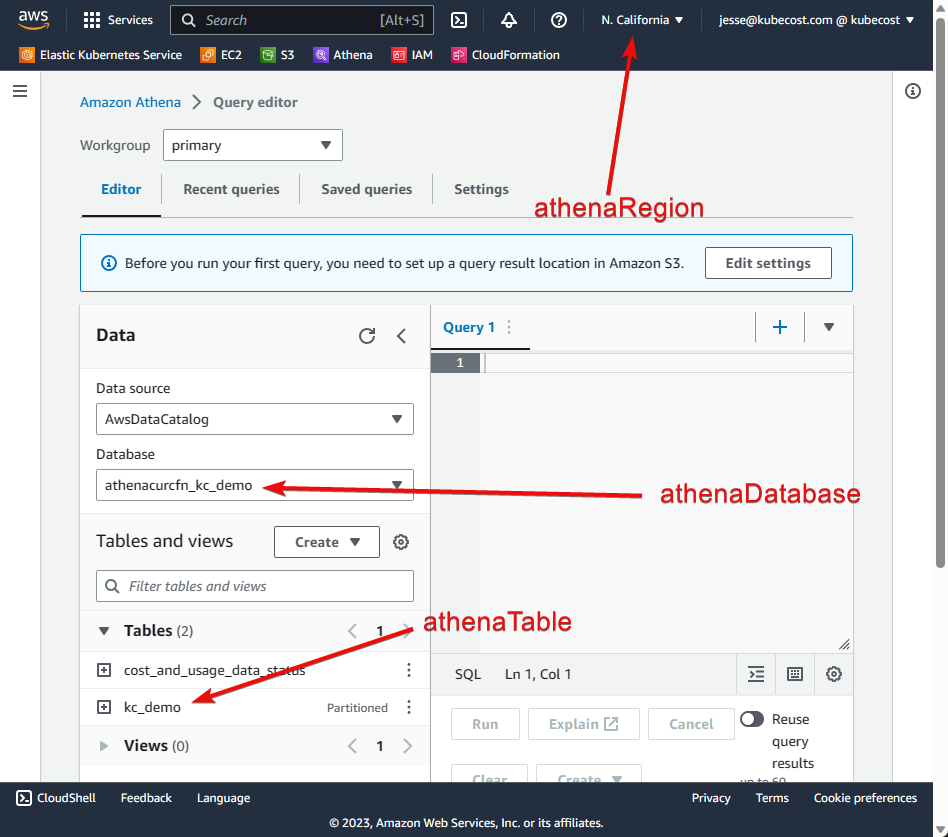 aws Services Search [Alt+S] N. California jesse@kubecost.com @ kubecost
Elastic Kubernetes Service EC2 S3 Athena IAM CloudFormation
Amazon Athena Query editor
Workgroup primary
Editor Recent queries Saved queries Settings
athenaRegion
Before you run your first query, you need to set up a query result location in Amazon S3. Edit settings
Data
Query 1
1
Data source
AwsDataCatalog
Database
athenacurcfn_kc_demo
athenaDatabase
Tables and views Create
Filter tables and views
athenaTable
Tables (2) 1
cost_and_usage_data_status
kc_demo Partitioned
Views (0) 1
SQL Ln 1, Col 1
Run Explain Cancel
Reuse
query
results
up to 60
Clear Create
CloudShell Feedback Language Privacy Terms Cookie preferences
© 2023, Amazon Web Services, Inc. or its affiliates.